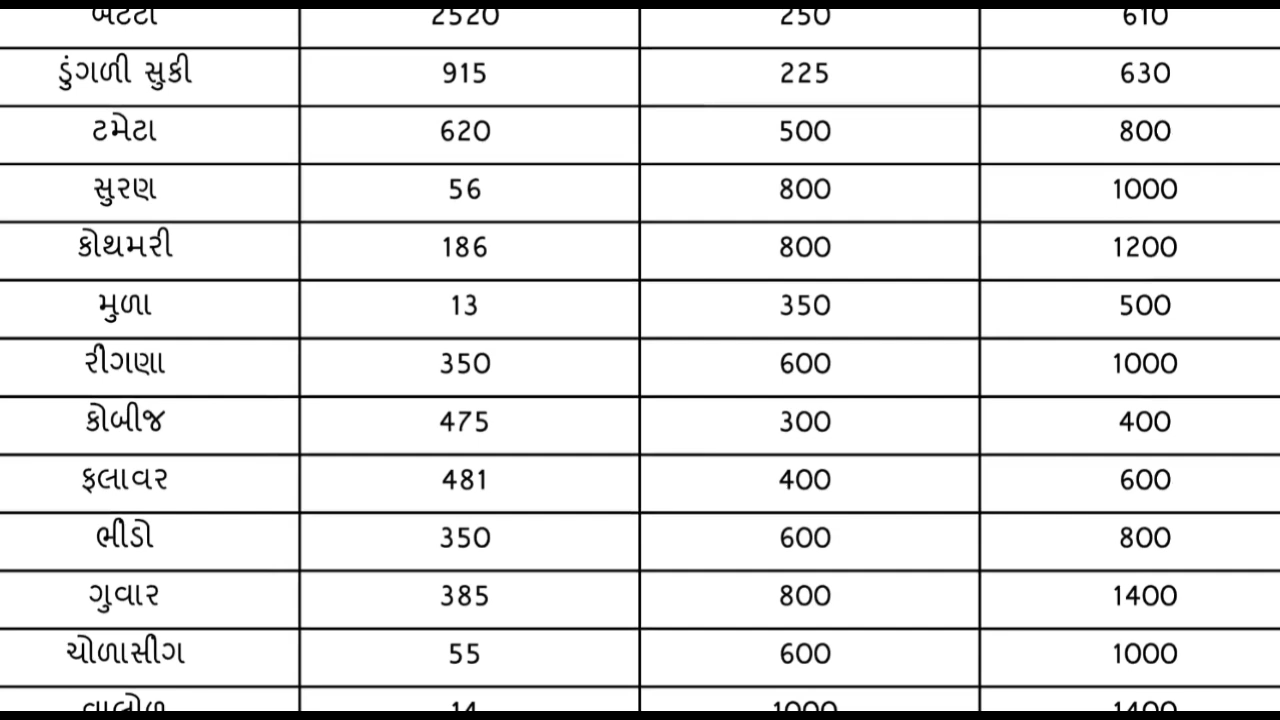 બટેટા 2520 250 610
ડુંગળી સુકી 915 225 630
ટમેટા 620 500 800
સુરણ 56 800 1000
કોથમરી 186 800 1200
મુળા 13 350 500
રીંગણા 350 600 1000
કોબીજ 475 300 400
ફલાવર 481 400 600
ભીંડો 350 600 800
ગુવાર 385 800 1400
ચોળાસીંગ 55 600 1000
વાલોળ 14 1000 1400